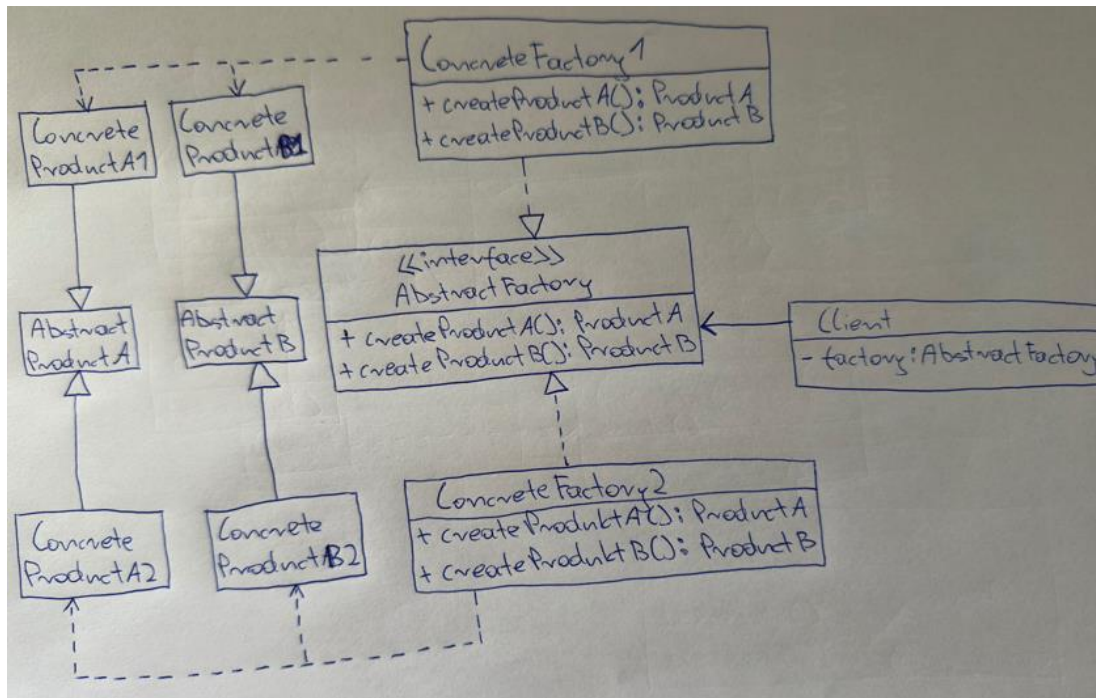 ConcreteFactory1
+ createProductA(): ProductA
+ createProductB(): ProductB
Concrete
ProductA1
Concrete
ProductB1
<<interface>>
AbstractFactory
+ createProductA(): ProductA
+ createProductB(): ProductB
Abstract
ProductA
Abstract
ProductB
Client
- factory: AbstractFactory
ConcreteFactory2
+ createProduktA(): ProductA
+ createProduktB(): ProductB
Concrete
ProductA2
Concrete
ProductB2